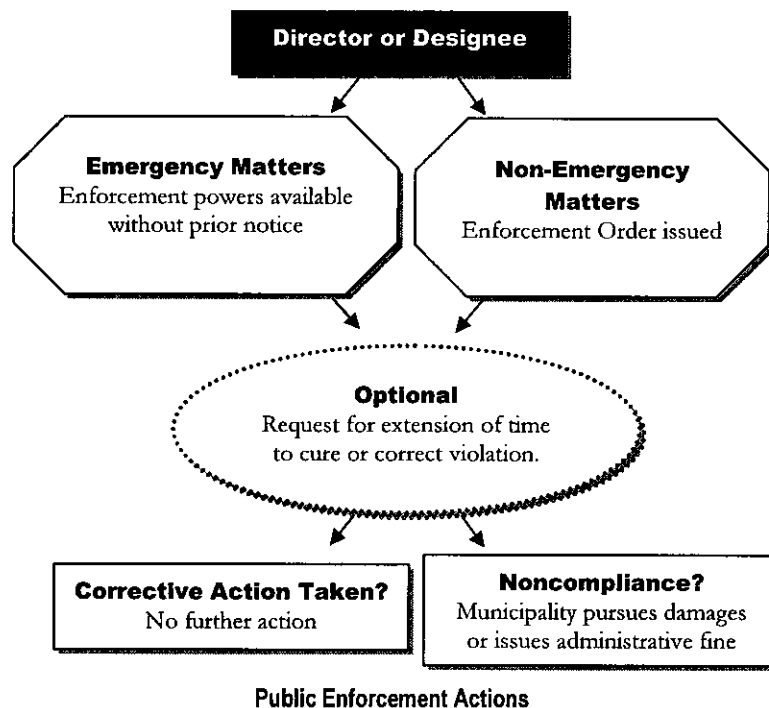 Director or Designee
Emergency Matters
Enforcement powers available
without prior notice
Non-Emergency
Matters
Enforcement Order issued
Optional
Request for extension of time
to cure or correct violation.
Corrective Action Taken?
No further action
Noncompliance?
Municipality pursues damages
or issues administrative fine
Public Enforcement Actions